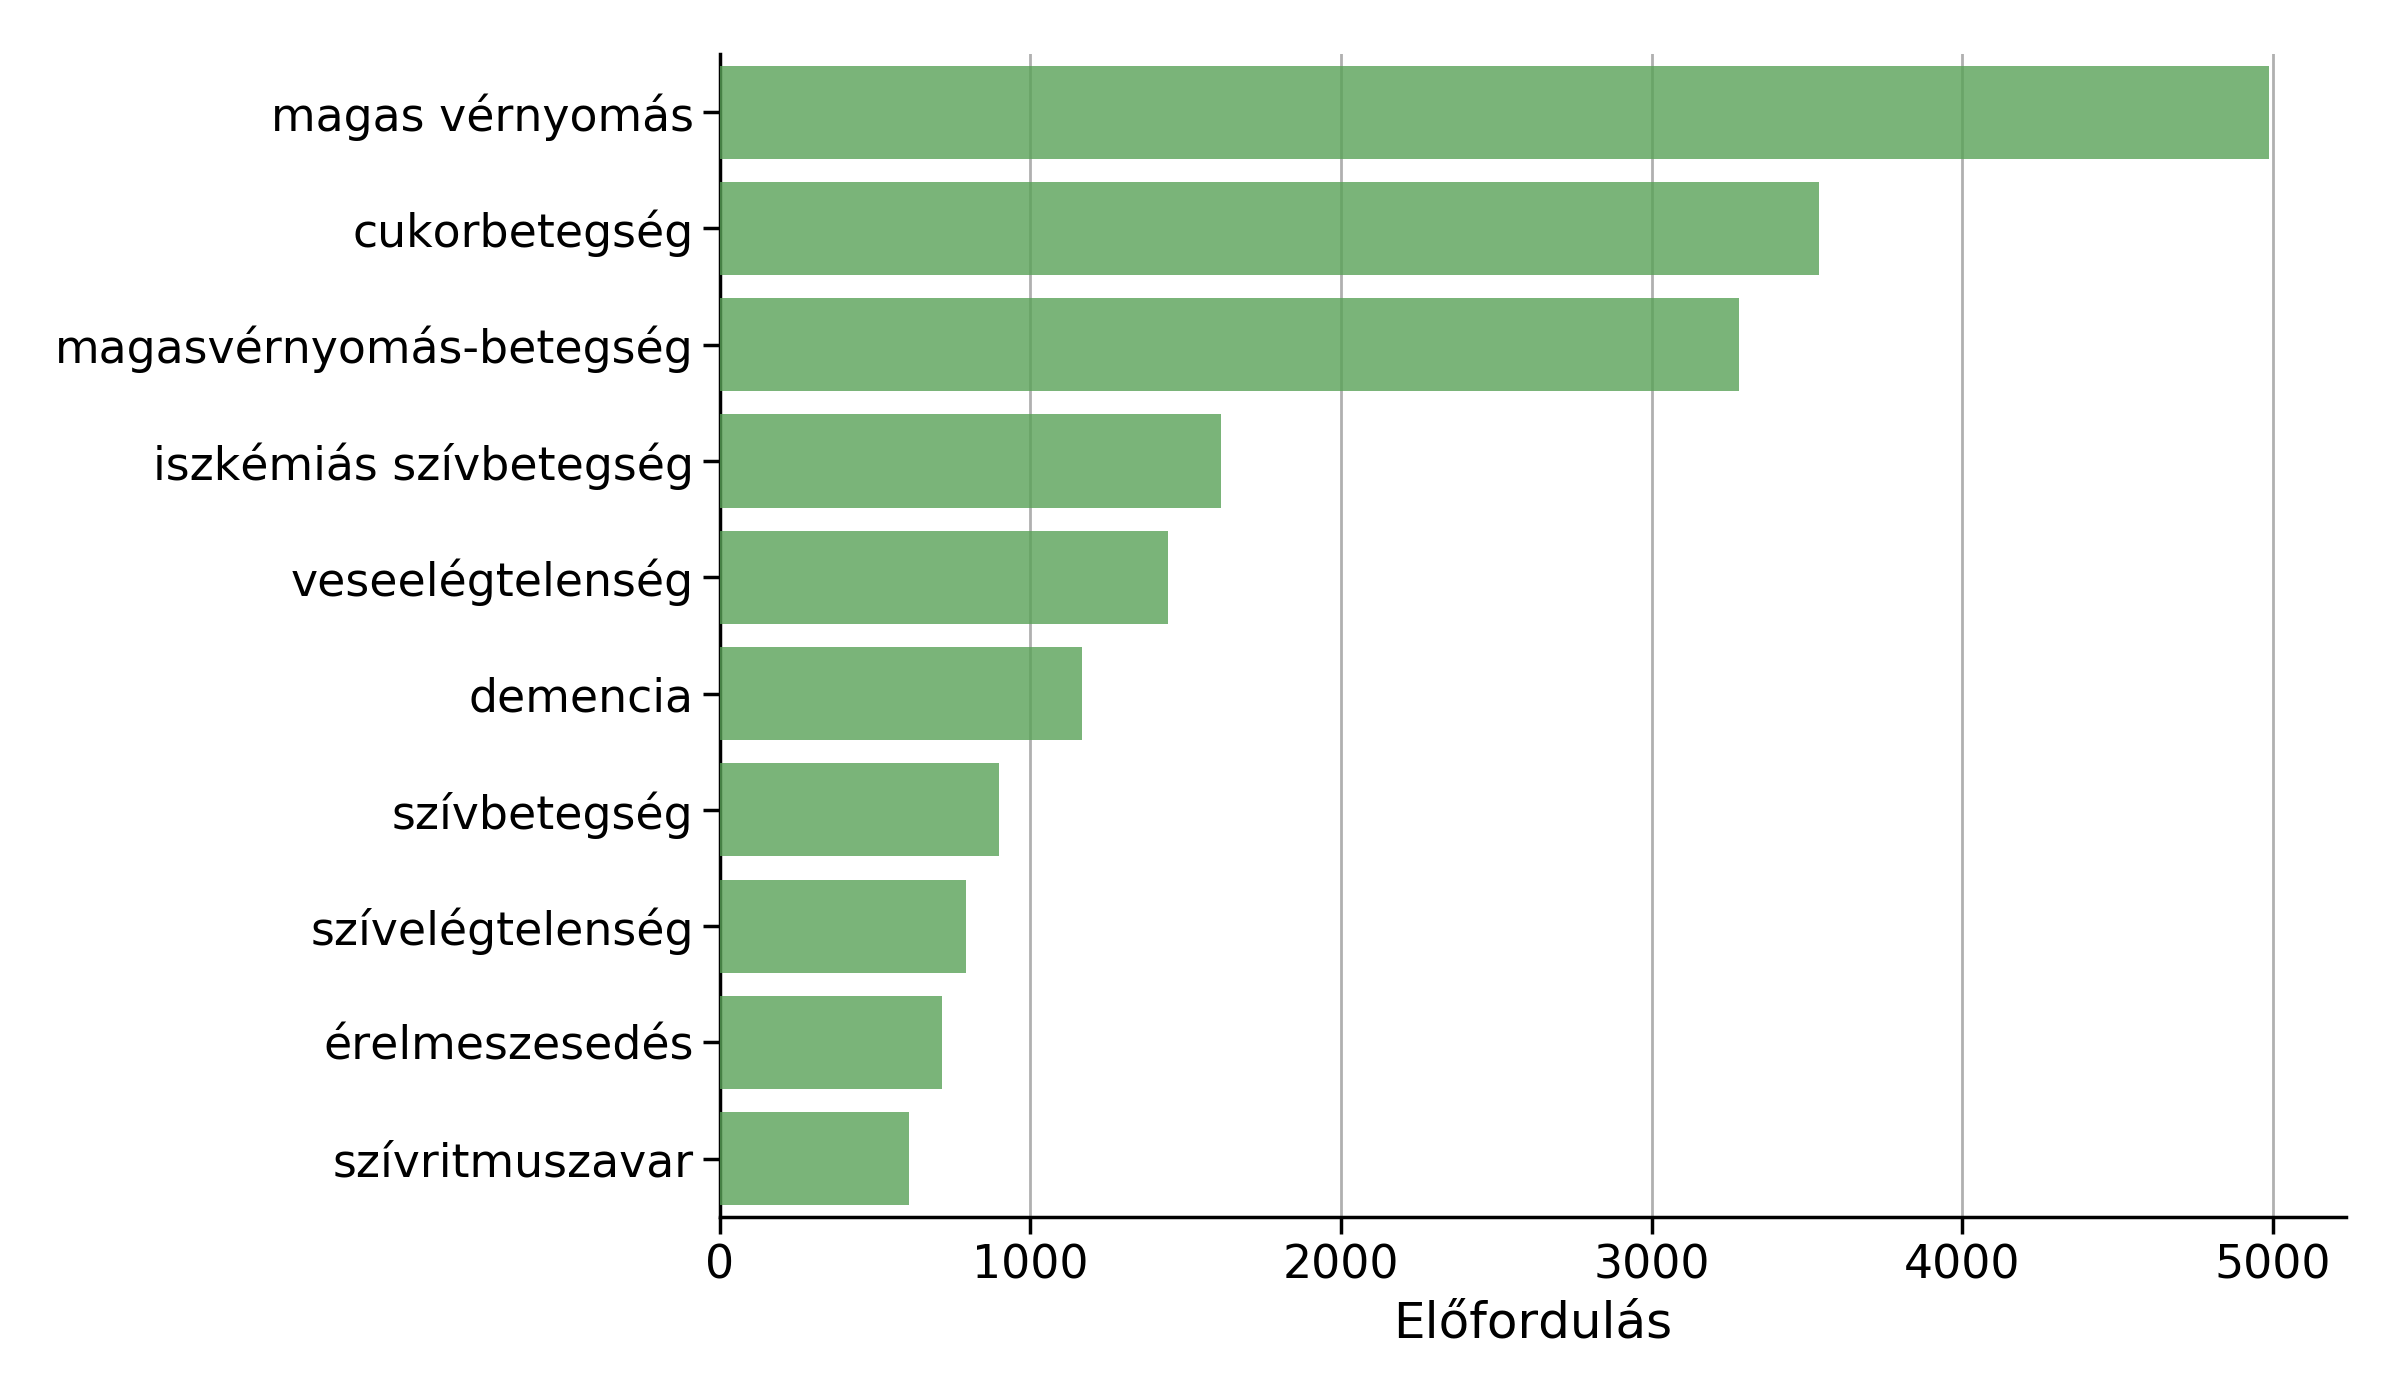 magas vérnyomás
cukorbetegség
magasvérnyomás-betegség
iszkémiás szívbetegség
veseelégtelenség
demencia
szívbetegség
szívelégtelenség
érelmeszesedés
szívritmuszavar
0 1000 2000 3000 4000 5000
Előfordulás